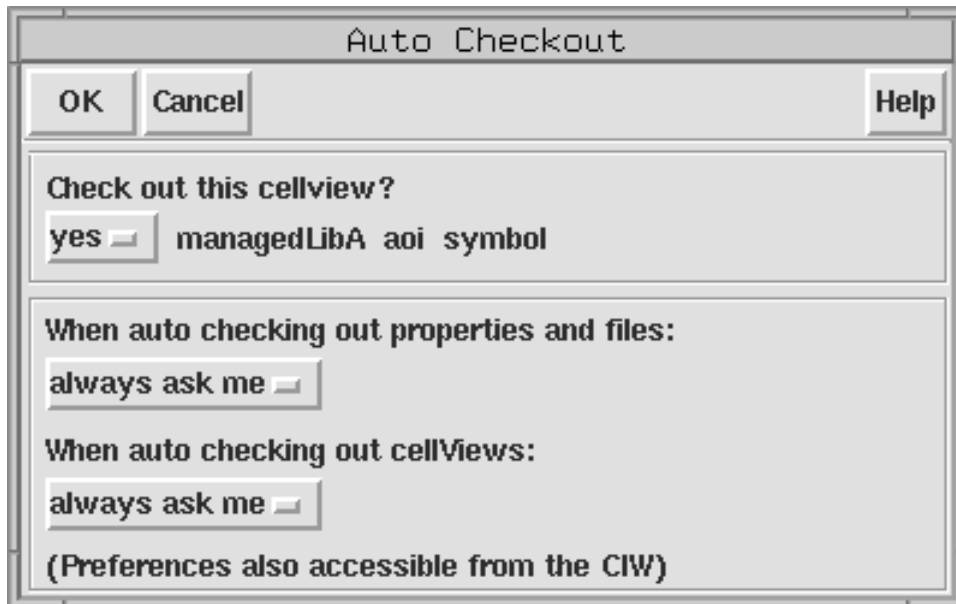 Auto Checkout
OK Cancel Help
Check out this cellview?
yes managedLibA aoi symbol
When auto checking out properties and files:
always ask me
When auto checking out cellViews:
always ask me
(Preferences also accessible from the CIW)